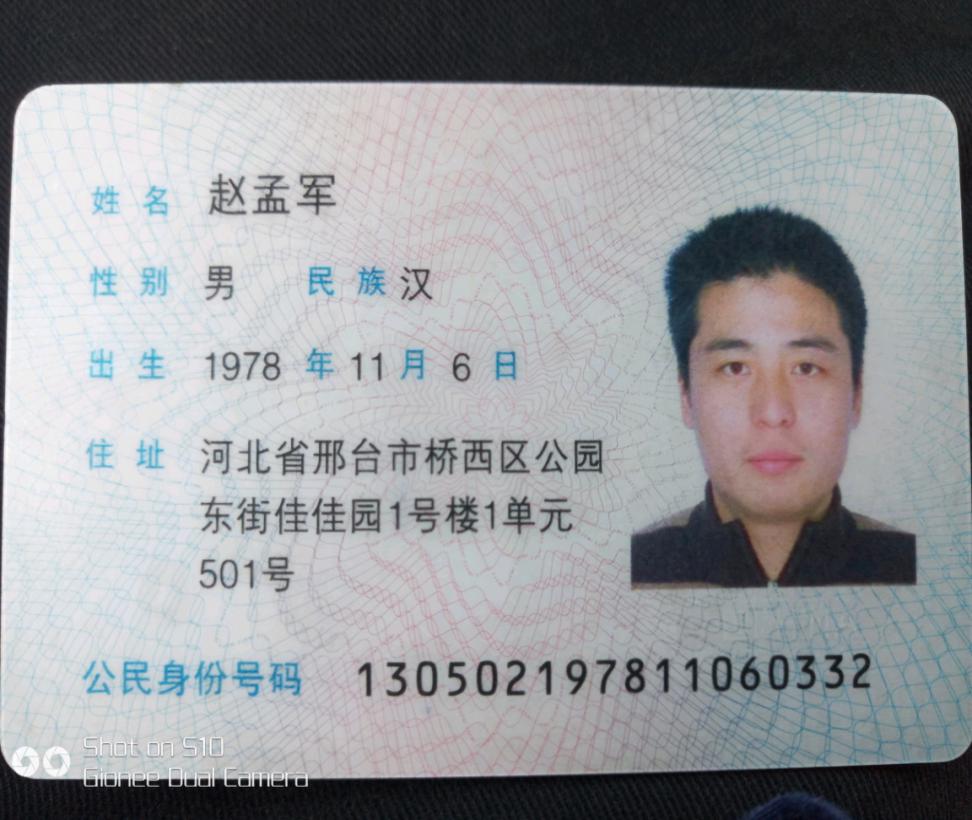 姓名 赵孟军
性别 男 民族 汉
出生 1978 年 11 月 6 日
住址 河北省邢台市桥西区公园
东街佳佳园1号楼1单元
501号
公民身份号码 130502197811060332
Shot on S10
Gionee Dual Camera